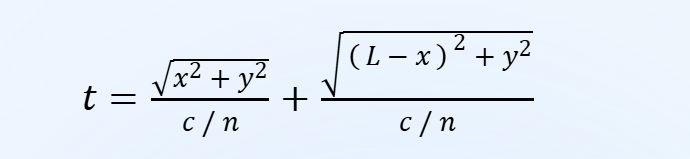 t = √(x² + y²) / (c / n) + √((L − x)² + y²) / (c / n)